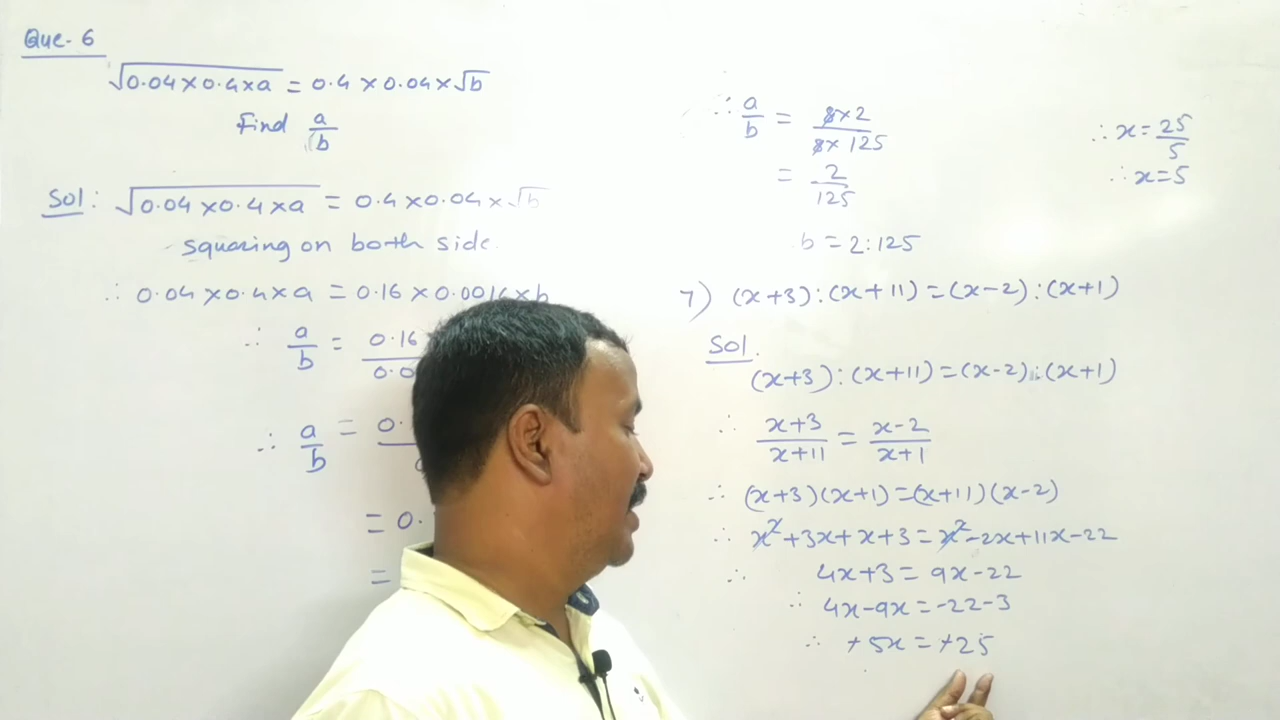 Que. 6
√0.04×0.4×a = 0.4×0.04×√b
Find a/b
Sol: √0.04×0.4×a = 0.4×0.04×√b
squaring on both side.
∴ 0.04×0.4×a = 0.16×0.0016×b
∴ a/b = 0.16
∴ a/b =
= 0.
=
∴ a/b = 8×2/8×125
= 2/125
b = 2:125
7) (x+3):(x+11)=(x-2):(x+1)
Sol.
(x+3):(x+11)=(x-2):(x+1)
∴ x+3/x+11 = x-2/x+1
∴ (x+3)(x+1)=(x+11)(x-2)
∴ x²+3x+x+3=x²-2x+11x-22
∴ 4x+3=9x-22
∴ 4x-9x=-22-3
∴ +5x=+25
∴ x=25/5
∴ x=5